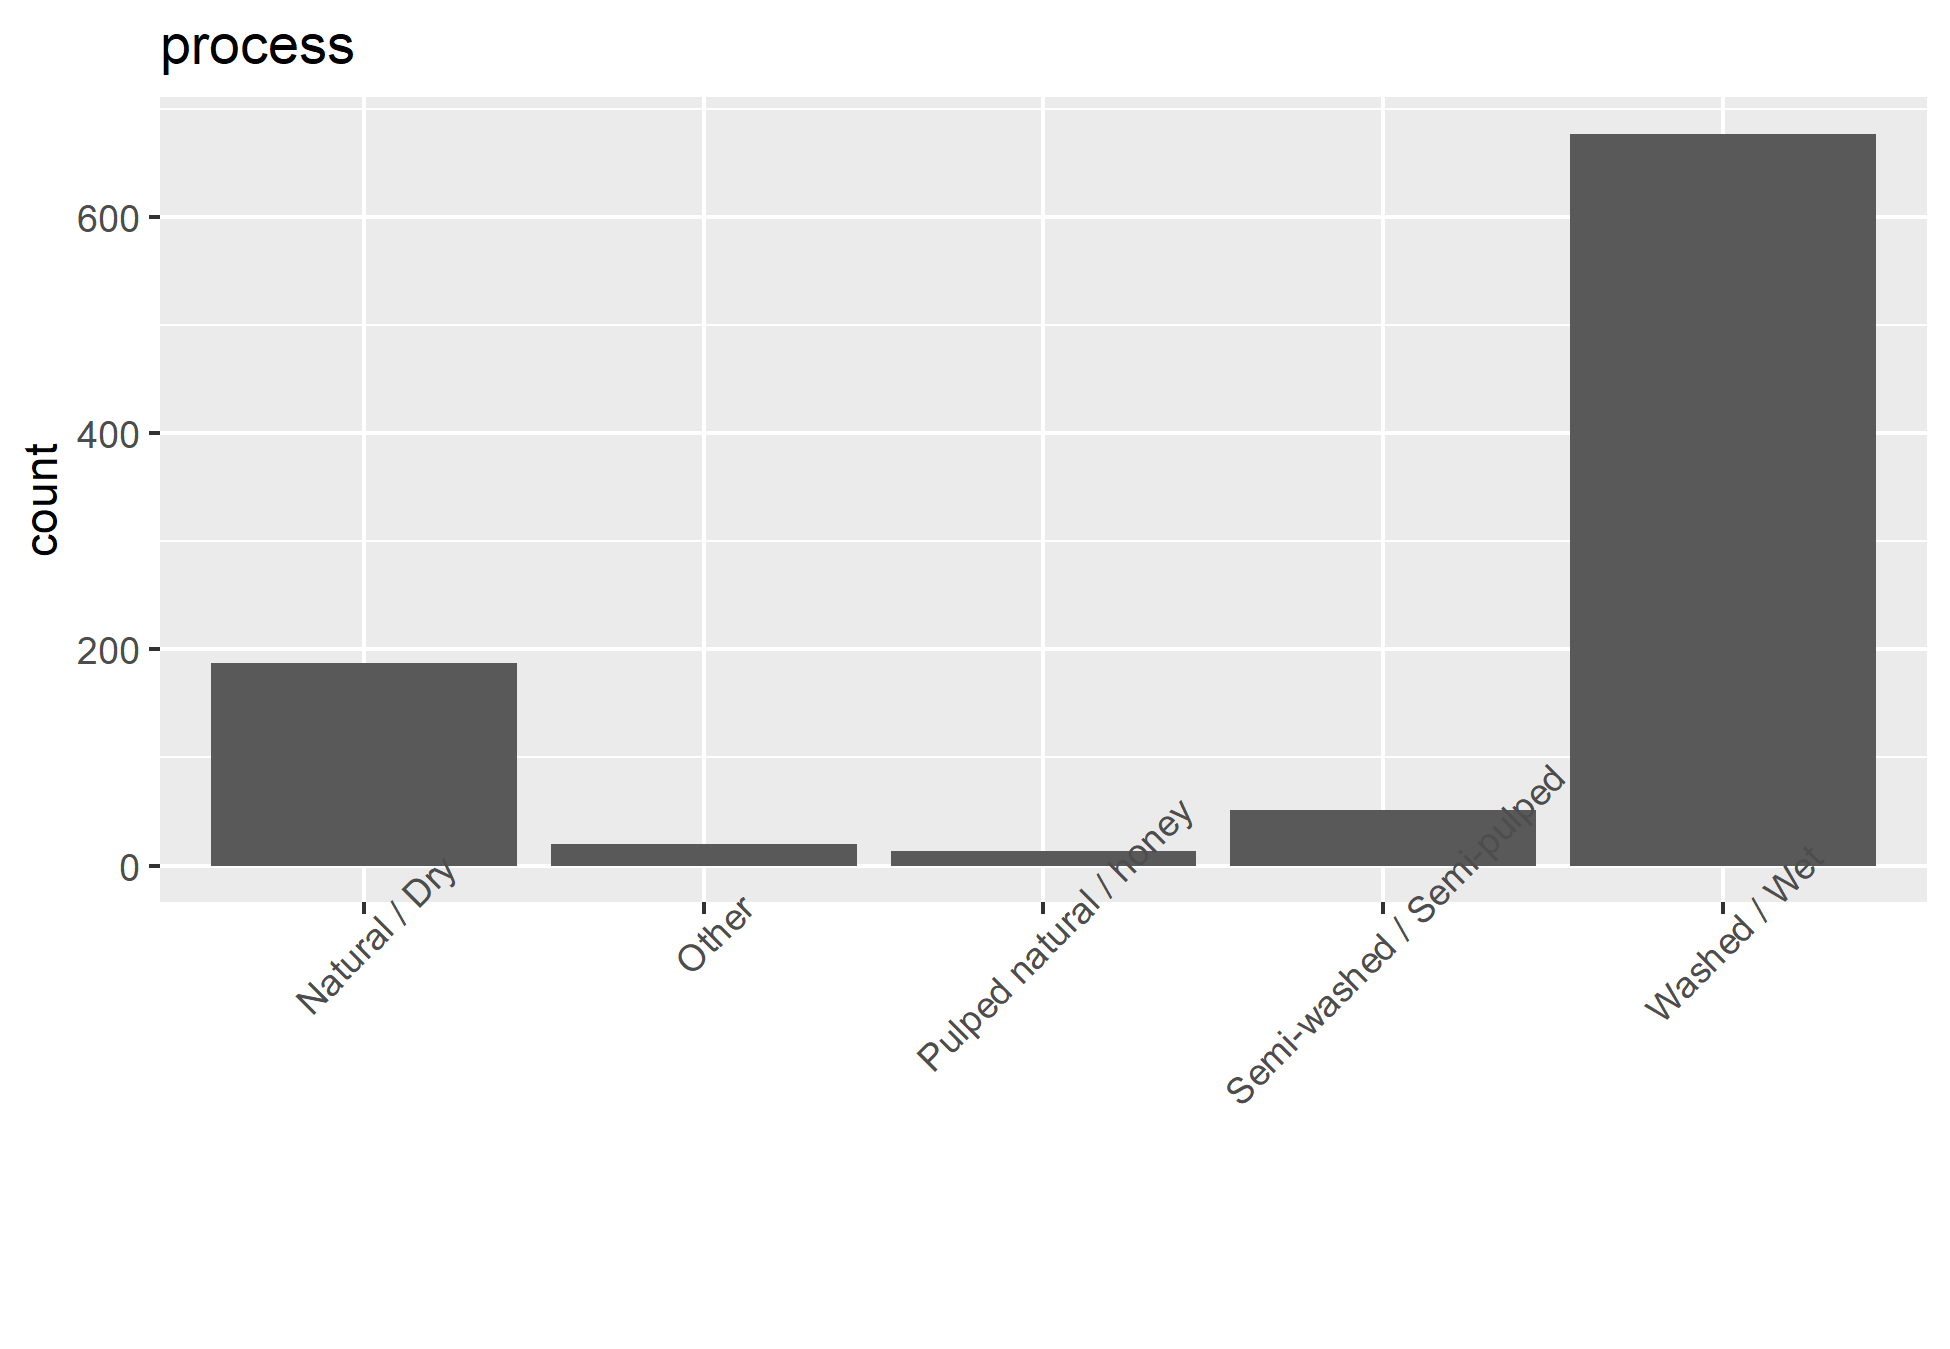 process
count
600
400
200
0
Natural / Dry
Other
Pulped natural / honey
Semi-washed / Semi-pulped
Washed / Wet